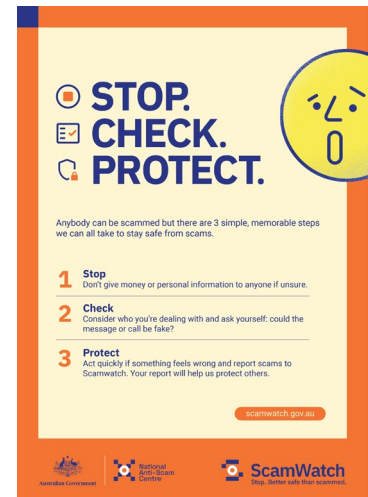 STOP.
CHECK.
PROTECT.
Anybody can be scammed but there are 3 simple, memorable steps
we can all take to stay safe from scams.
1 Stop
Don't give money or personal information to anyone if unsure.
2 Check
Consider who you're dealing with and ask yourself: could the
message or call be fake?
3 Protect
Act quickly if something feels wrong and report scams to
Scamwatch. Your report will help us protect others.
scamwatch.gov.au
Australian Government
National
Anti-Scam
Centre
ScamWatch
Stop. Better safe than scammed.